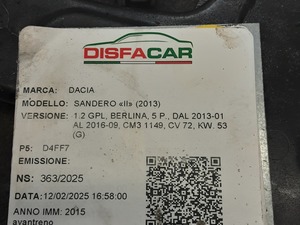 DISFACAR
MARCA: DACIA
MODELLO: SANDERO «II» (2013)
VERSIONE: 1.2 GPL, BERLINA, 5 P., DAL 2013-01
AL 2016-09, CM3 1149, CV 72, KW. 53
(G)
P5: D4FF7
EMISSIONE:
NS: 363/2025
DATA: 12/02/2025 16:58:00
ANNO IMM: 2015
avantreno